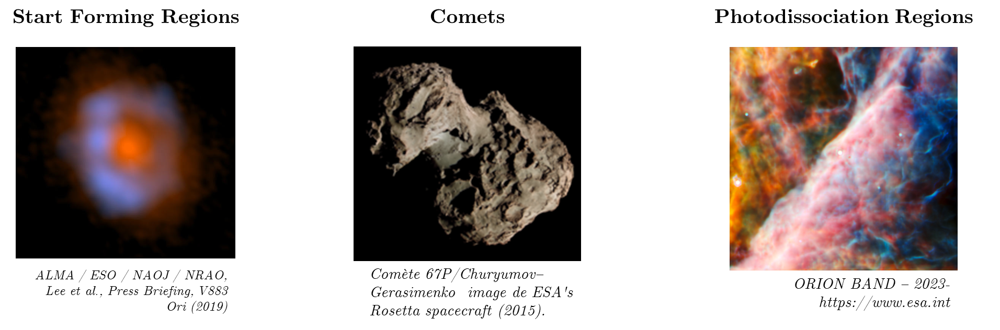 Start Forming Regions
Comets
Photodissociation Regions
ALMA / ESO / NAOJ / NRAO,
Lee et al., Press Briefing, V883
Ori (2019)
Comète 67P/Churyumov–
Gerasimenko image de ESA's
Rosetta spacecraft (2015).
ORION BAND – 2023-
https://www.esa.int